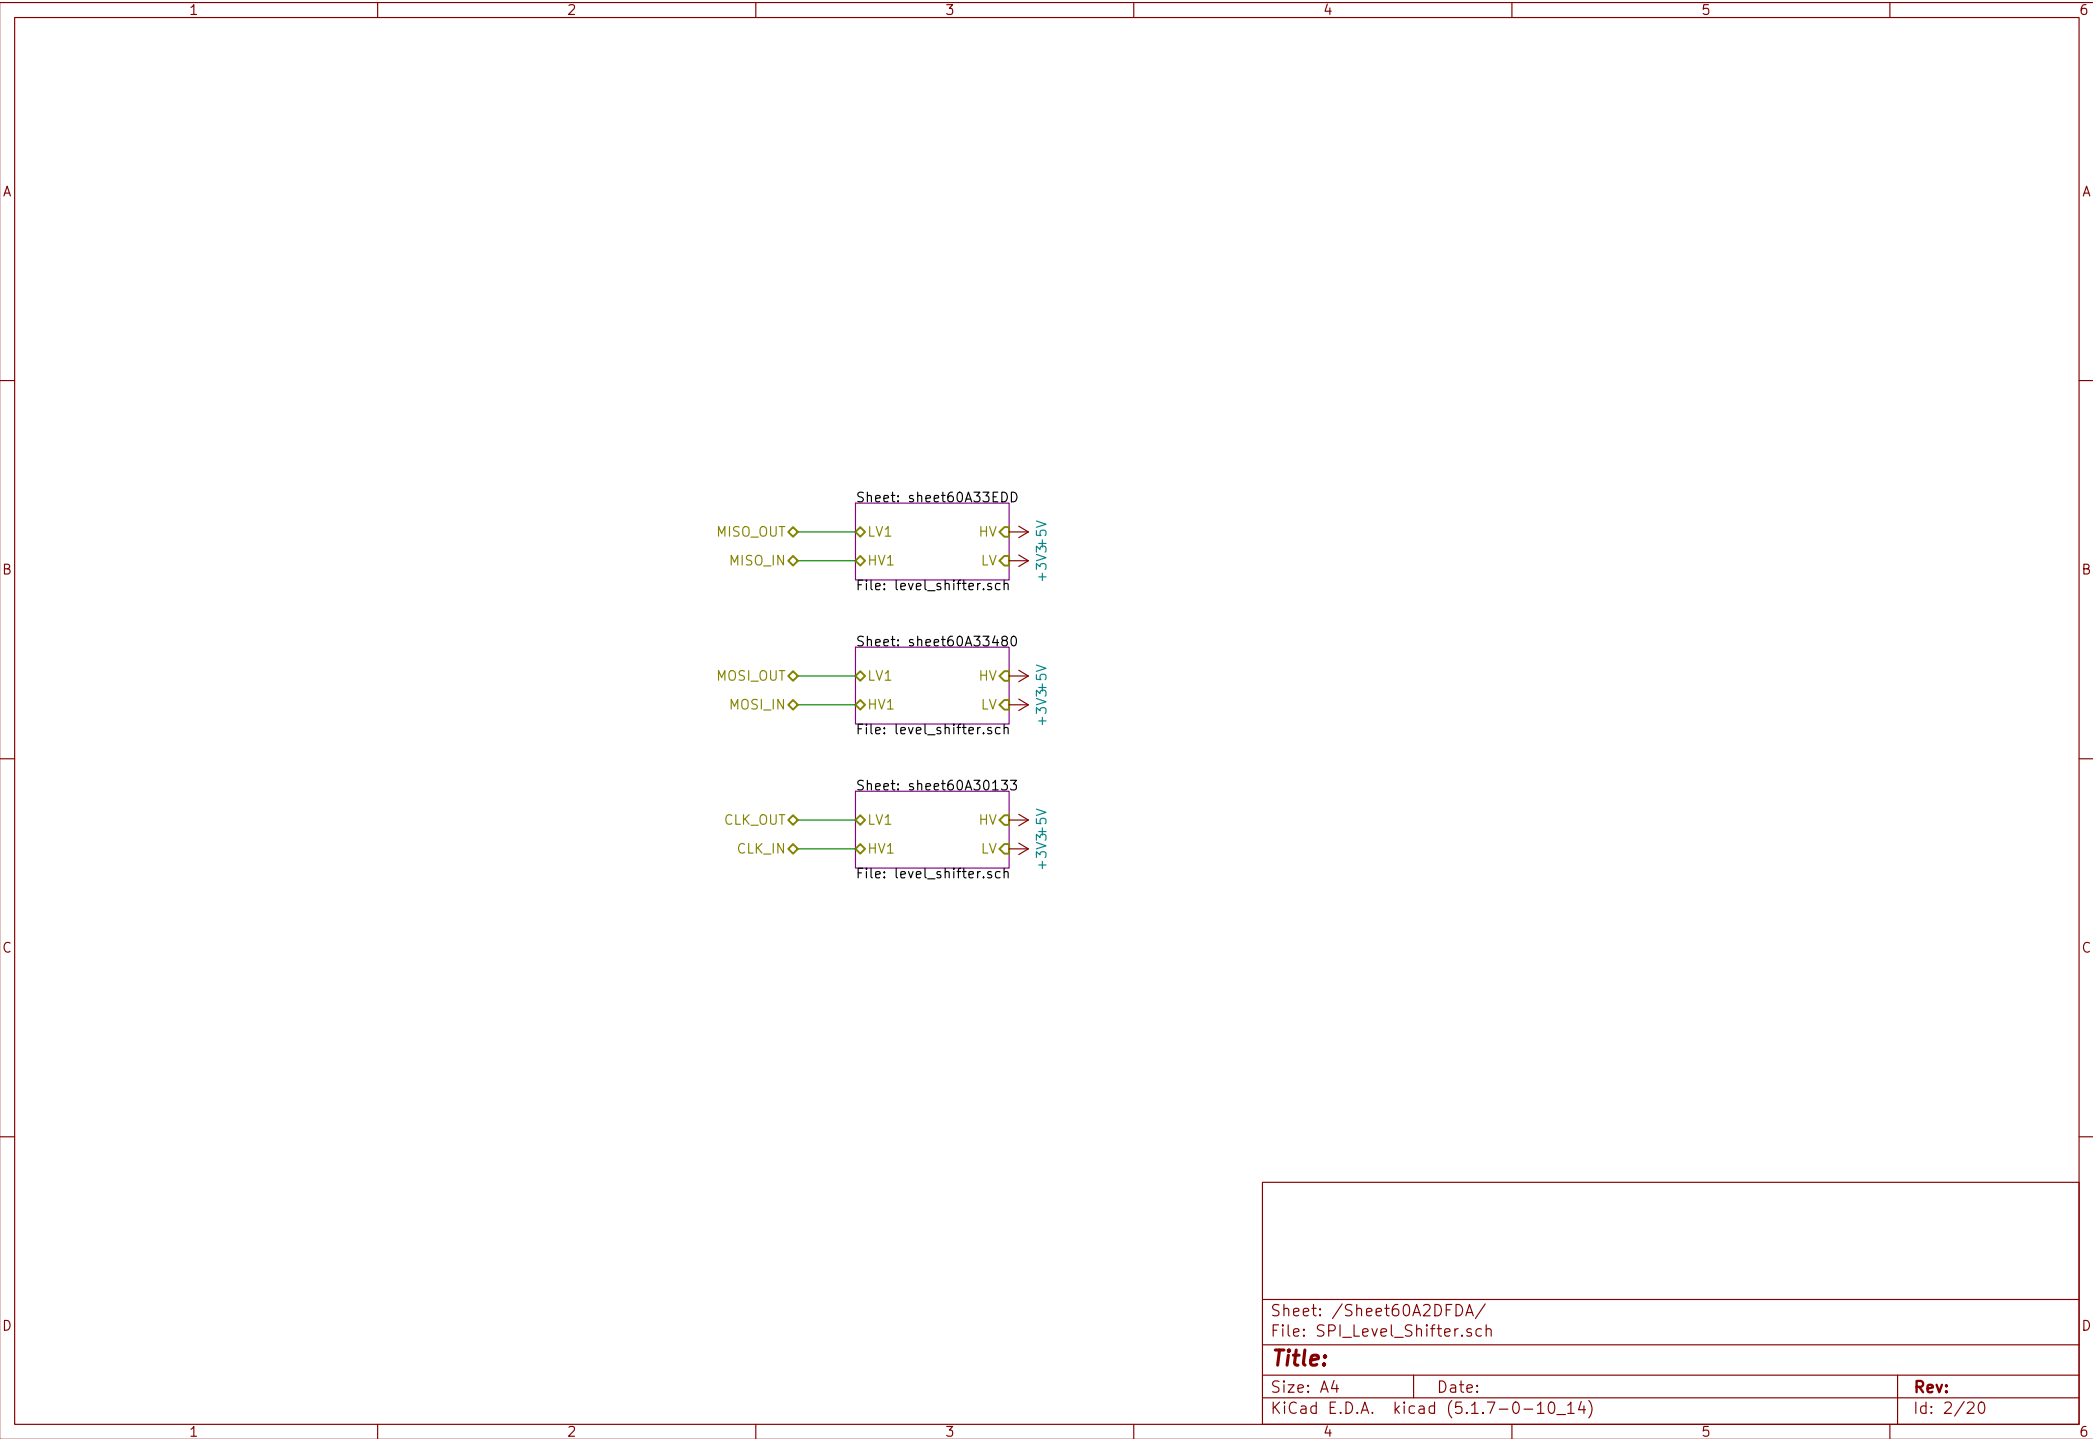 1 2 3 4 5 6
A A
Sheet: sheet60A33EDD
MISO_OUT LV1 HV +5V
MISO_IN HV1 LV +3V3
File: level_shifter.sch
B B
Sheet: sheet60A33480
MOSI_OUT LV1 HV +5V
MOSI_IN HV1 LV +3V3
File: level_shifter.sch
Sheet: sheet60A30133
CLK_OUT LV1 HV +5V
CLK_IN HV1 LV +3V3
File: level_shifter.sch
C C
Sheet: /Sheet60A2DFDA/
D D
File: SPI_Level_Shifter.sch
Title:
Size: A4 Date: Rev:
KiCad E.D.A. kicad (5.1.7-0-10_14) Id: 2/20
1 2 3 4 5 6